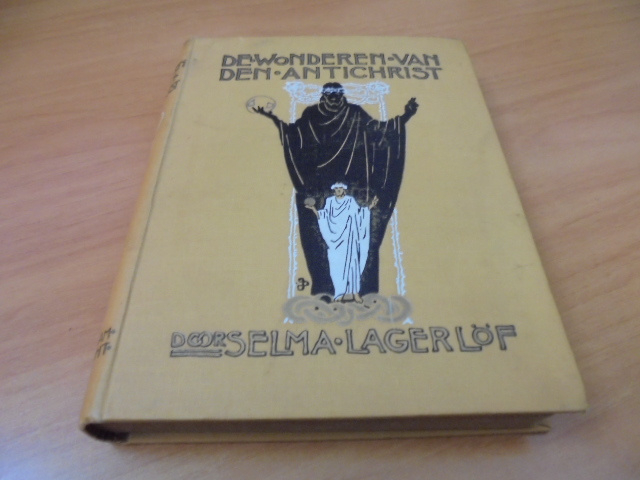 DE·WONDEREN·VAN
DEN·ANTICHRIST
DOOR SELMA·LAGERLÖF